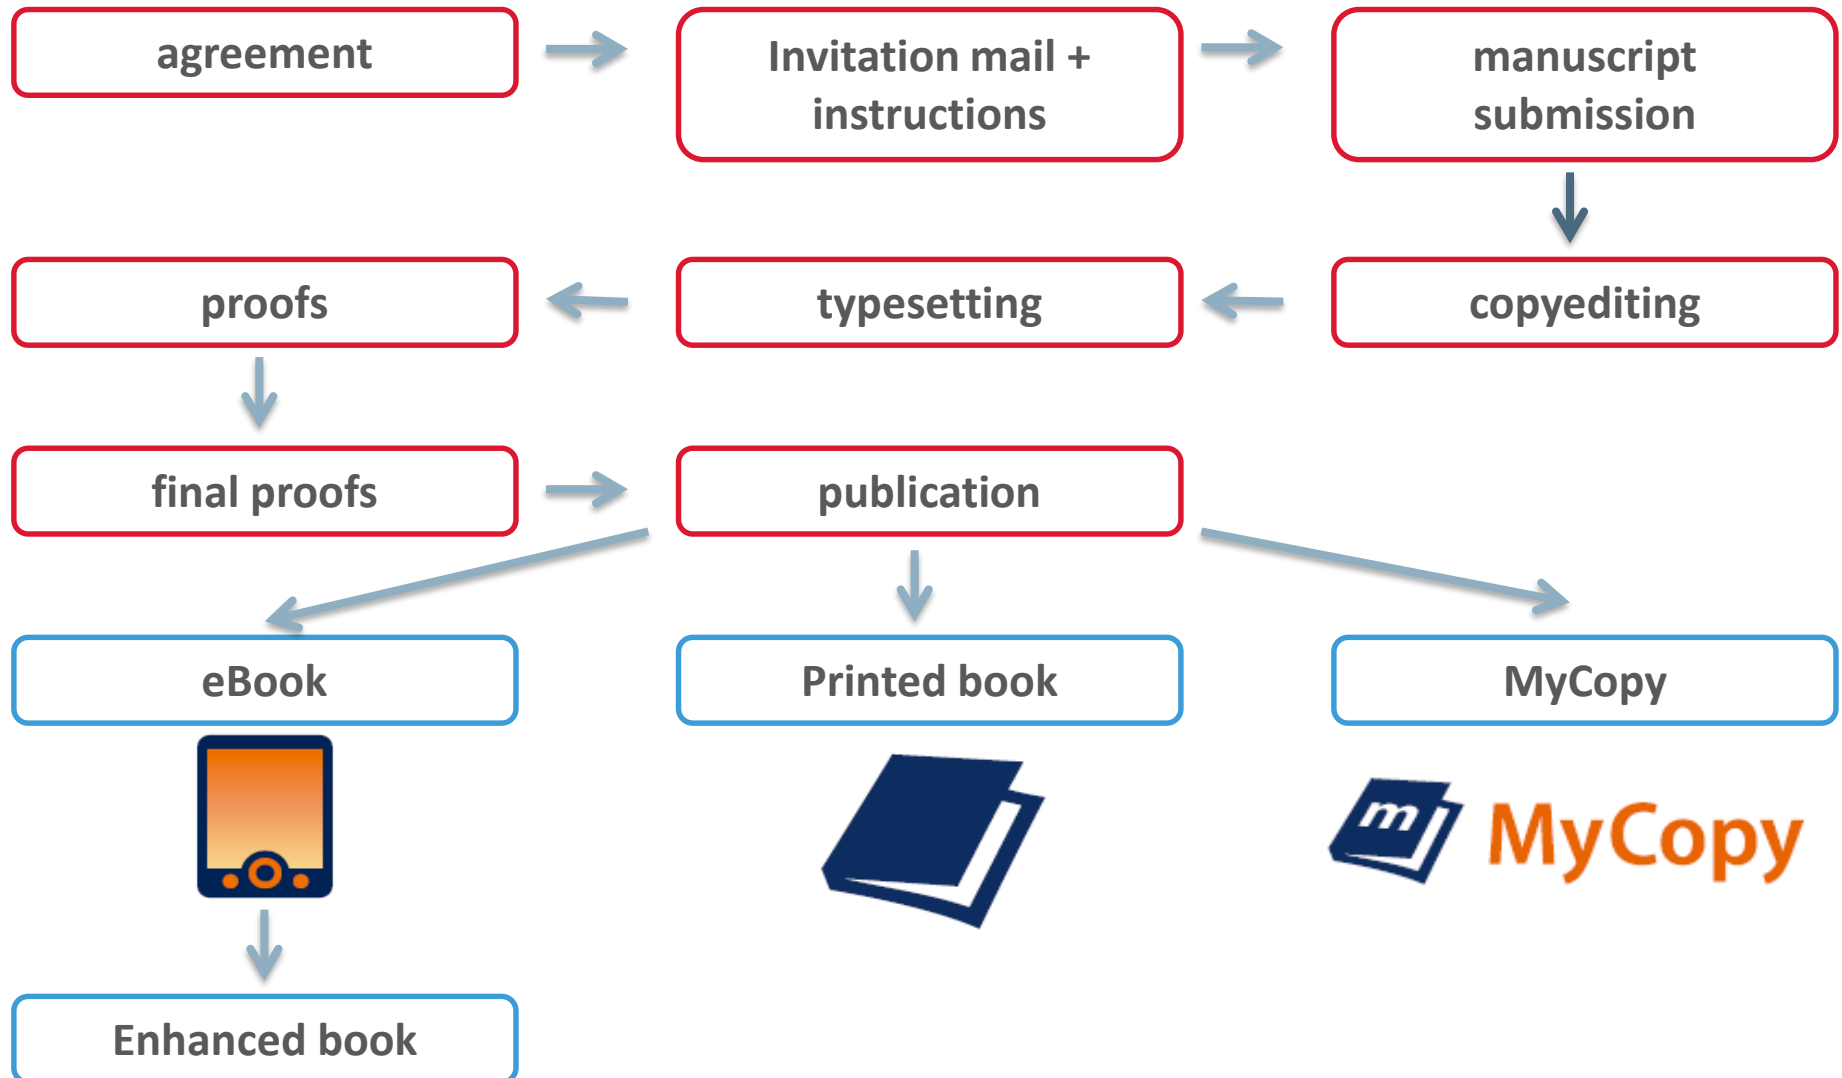 agreement
Invitation mail +
instructions
manuscript
submission
proofs
typesetting
copyediting
final proofs
publication
eBook
Printed book
MyCopy
m
MyCopy
Enhanced book